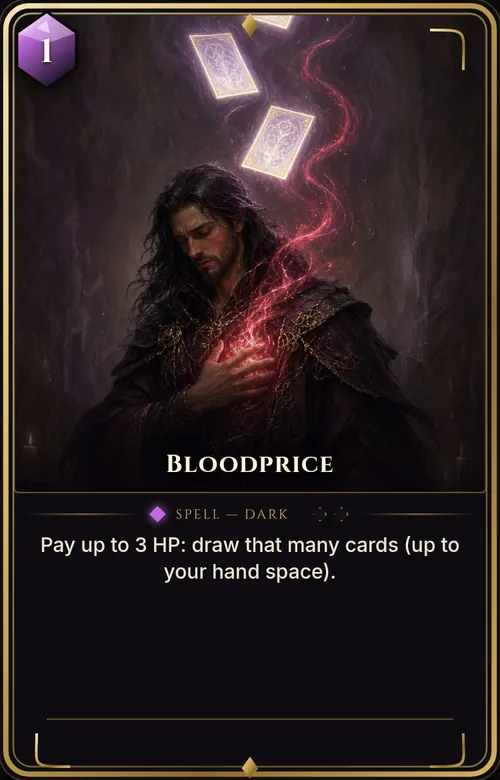 1
Bloodprice
SPELL — DARK
Pay up to 3 HP: draw that many cards (up to
your hand space).